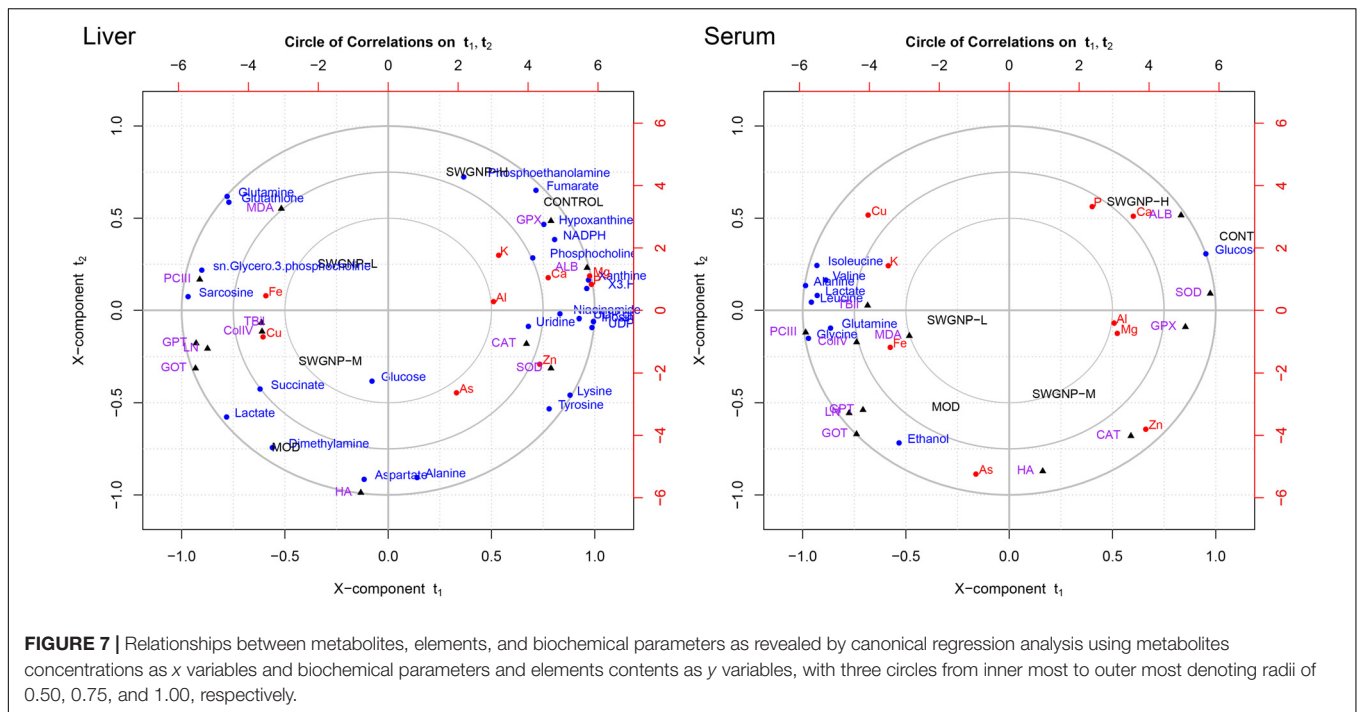 Liver
Circle of Correlations on t1, t2
−6 −4 −2 0 2 4 6
1.0
0.5
0.0
−0.5
−1.0
X−component t2
6
4
2
0
−2
−4
−6
SWGNP−H
Phosphoethanolamine
Fumarate
CONTROL
Glutamine
Glutathione
MDA
GPX
Hypoxanthine
NADPH
K
Phosphocholine
SWGNP−L
sn.Glycero.3.phosphocholine
PCIII
ALB
Mg
Xanthine
Ca
P
X3.H
Sarcosine
Fe
Al
Niacinamide
TBil
Uridine
UDP
ColIV
Cu
GPT
LN
CAT
GOT
SWGNP−M
Zn
SOD
Glucose
Succinate
As
Lysine
Tyrosine
Lactate
Dimethylamine
MOD
Aspartate
Alanine
HA
−1.0 −0.5 0.0 0.5 1.0
X−component t1
Serum
Circle of Correlations on t1, t2
−6 −4 −2 0 2 4 6
1.0
0.5
0.0
−0.5
−1.0
X−component t2
6
4
2
0
−2
−4
−6
P
SWGNP−H
Cu
Ca
ALB
CONT
Glucos
Isoleucine
K
Valine
Alanine
Lactate
Leucine
TBil
SOD
SWGNP−L
Al
Glutamine
GPX
PCIII
Glycine
MDA
Mg
ColIV
Fe
SWGNP−M
MOD
GPT
LN
GOT
Ethanol
Zn
CAT
As
HA
−1.0 −0.5 0.0 0.5 1.0
X−component t1
FIGURE 7 | Relationships between metabolites, elements, and biochemical parameters as revealed by canonical regression analysis using metabolites
concentrations as x variables and biochemical parameters and elements contents as y variables, with three circles from inner most to outer most denoting radii of
0.50, 0.75, and 1.00, respectively.